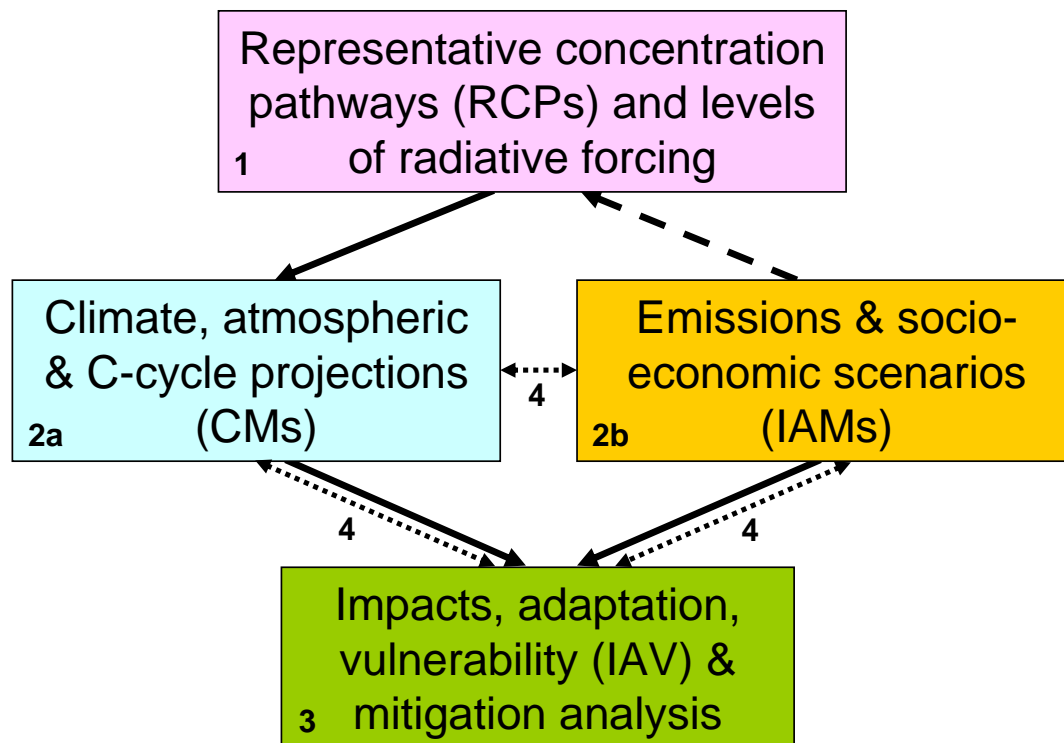 Representative concentration
pathways (RCPs) and levels
of radiative forcing
1
Climate, atmospheric
& C-cycle projections
(CMs)
2a
4
Emissions & socio-
economic scenarios
(IAMs)
2b
4
4
Impacts, adaptation,
vulnerability (IAV) &
mitigation analysis
3